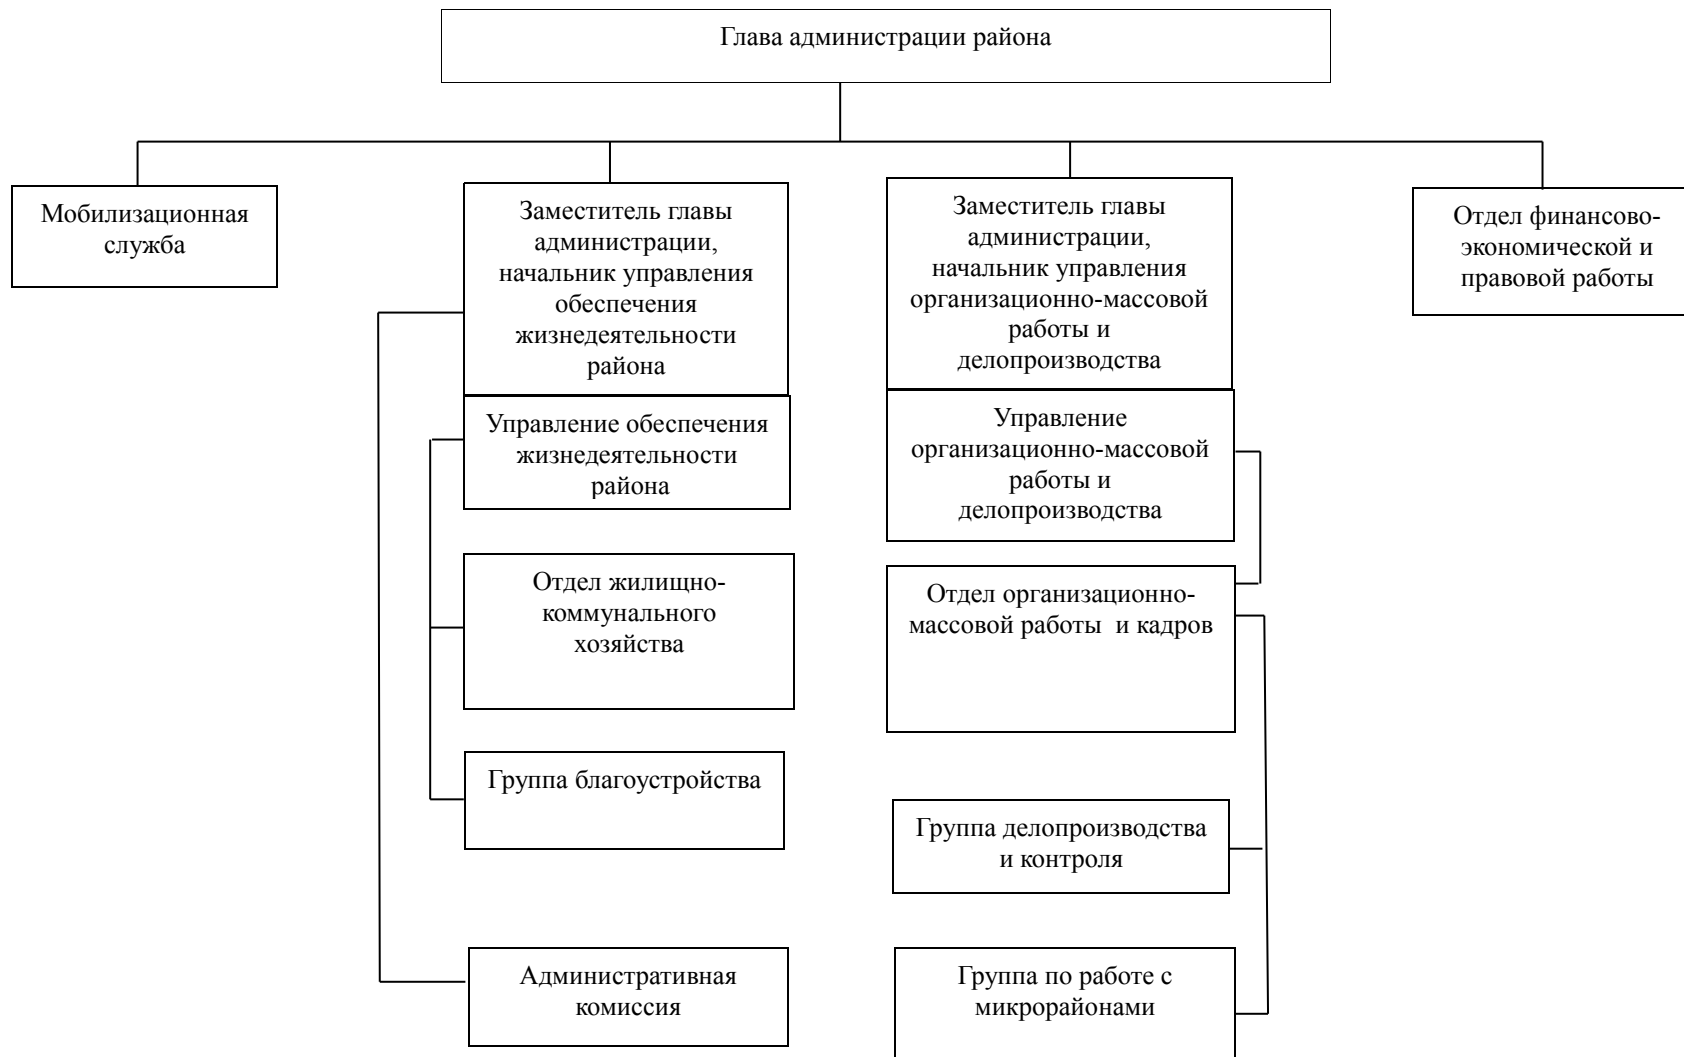 Глава администрации района
Мобилизационная
служба
Заместитель главы
администрации,
начальник управления
обеспечения
жизнедеятельности
района
Заместитель главы
администрации,
начальник управления
организационно-массовой
работы и
делопроизводства
Отдел финансово-
экономической и
правовой работы
Управление обеспечения
жизнедеятельности
района
Управление
организационно-массовой
работы и
делопроизводства
Отдел жилищно-
коммунального
хозяйства
Отдел организационно-
массовой работы  и кадров
Группа благоустройства
Группа делопроизводства
и контроля
Административная
комиссия
Группа по работе с
микрорайонами